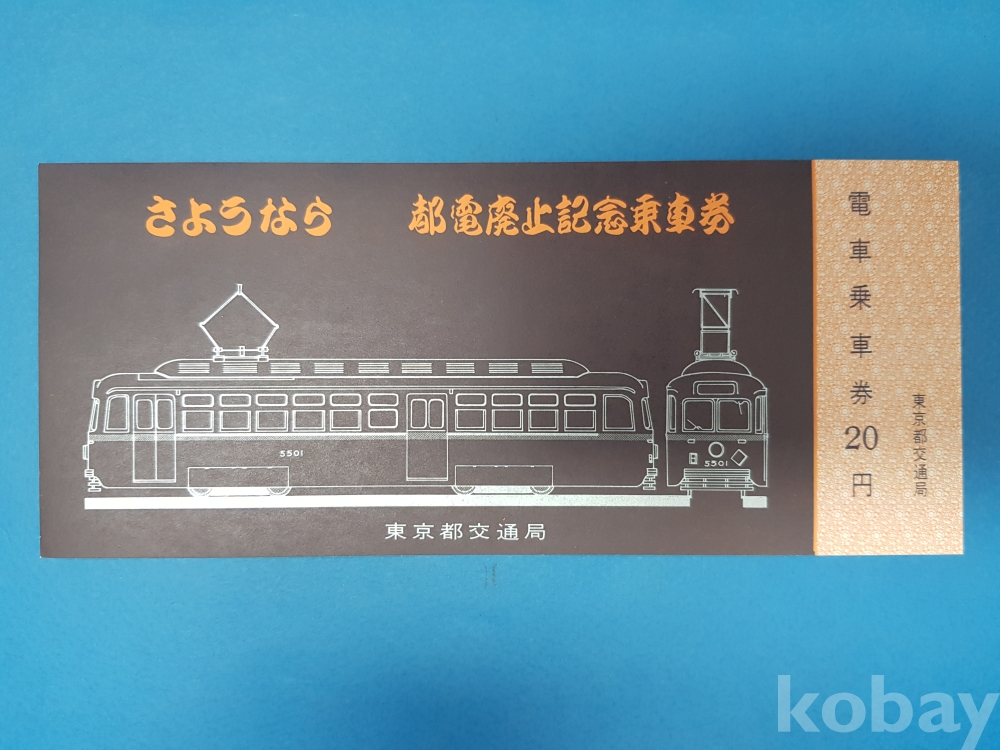 さようなら 都電廃止記念乗車券
5501
5501
東京都交通局
電車乗車券20円
東京都交通局
kobay